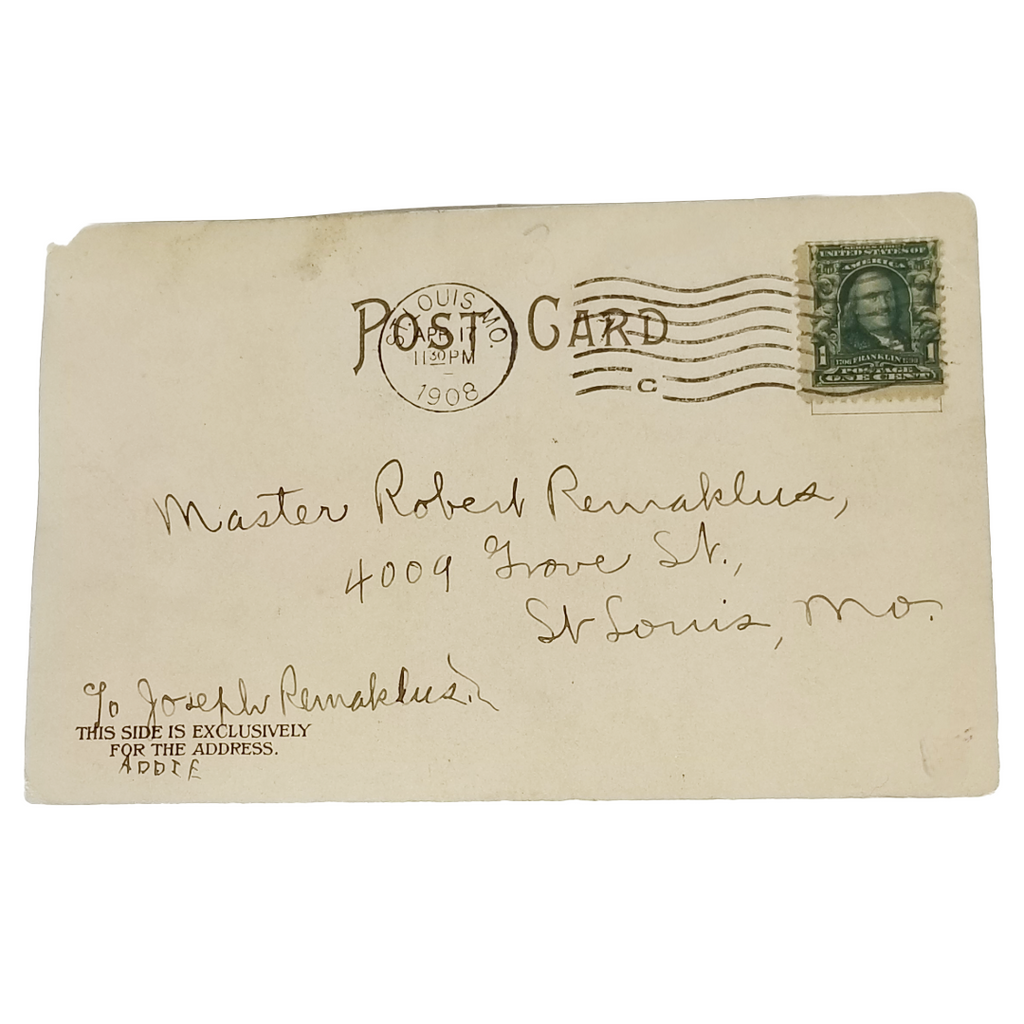 POST CARD
ST. LOUIS, MO.
APR 17
11 30 PM
1908
C
SERIES 1902
UNITED STATES OF
AMERICA
1706 FRANKLIN 1790
1 1
POSTAGE
ONE CENT
Master Robert Remaklus,
4009 Grove St.,
St Louis, Mo.
℅ Joseph Remaklus.
THIS SIDE IS EXCLUSIVELY
FOR THE ADDRESS.
ADDIE